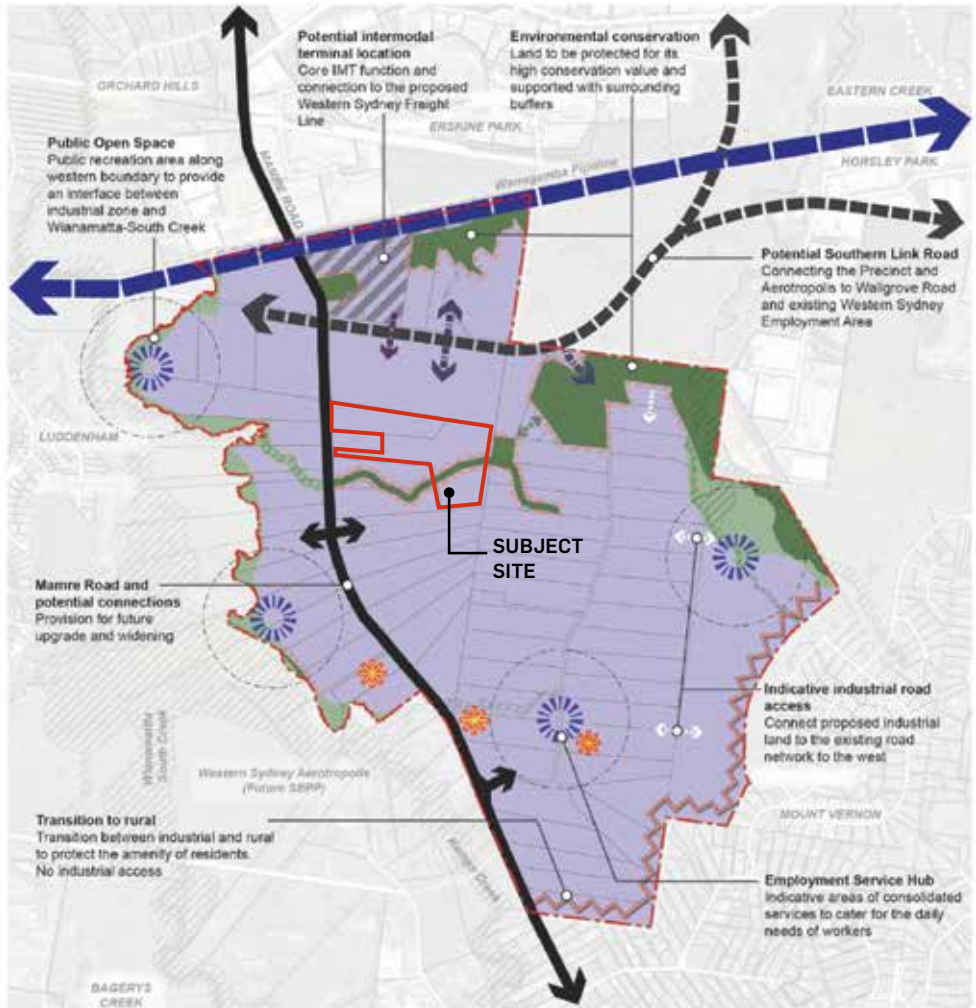 Potential intermodal
terminal location
Core IMT function and
connection to the proposed
Western Sydney Freight
Line
Environmental conservation
Land to be protected for its
high conservation value and
supported with surrounding
buffers
ORCHARD HILLS
ERSKINE PARK
EASTERN CREEK
HORSLEY PARK
Public Open Space
Public recreation area along
western boundary to provide
an interface between
industrial zone and
Wianamatta-South Creek
MAMRE ROAD
Warragamba Pipeline
Potential Southern Link Road
Connecting the Precinct and
Aerotropolis to Wallgrove Road
and existing Western Sydney
Employment Area
LUDDENHAM
SUBJECT
SITE
Mamre Road and
potential connections
Provision for future
upgrade and widening
Indicative industrial road
access
Connect proposed industrial
land to the existing road
network to the west
Wianamatta
South Creek
Western Sydney Aerotropolis
(Future SEPP)
MOUNT VERNON
Transition to rural
Transition between industrial and rural
to protect the amenity of residents.
No industrial access
Kemps Creek
Employment Service Hub
Indicative areas of consolidated
services to cater for the daily
needs of workers
BAGERYS
CREEK